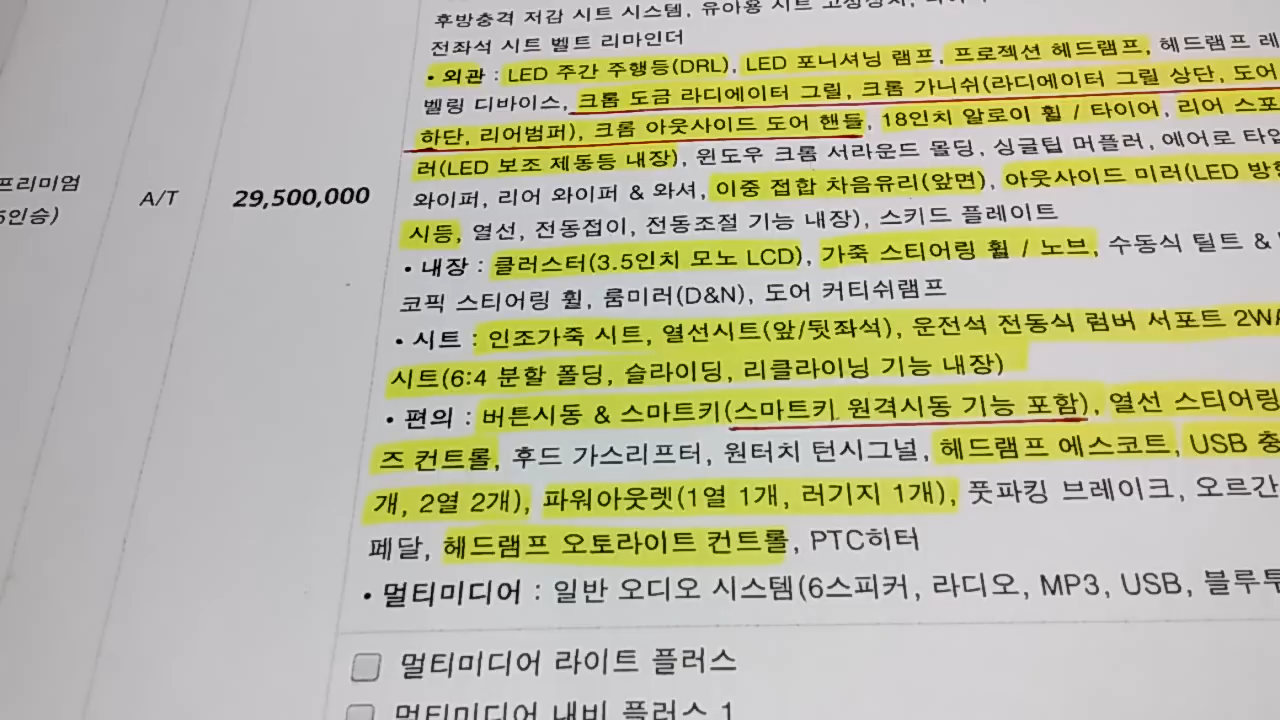 후방충격 저감 시트 시스템, 유아용 시트
전좌석 시트 벨트 리마인더
• 외관 : LED 주간 주행등(DRL), LED 포니셔닝 램프, 프로젝션 헤드램프, 헤드램프 레
벨링 디바이스, 크롬 도금 라디에이터 그릴, 크롬 가니쉬(라디에이터 그릴 상단, 도어
하단, 리어범퍼), 크롬 아웃사이드 도어 핸들, 18인치 알로이 휠 / 타이어, 리어 스포
러(LED 보조 제동등 내장), 윈도우 크롬 서라운드 몰딩, 싱글팁 머플러, 에어로 타입
와이퍼, 리어 와이퍼 & 와셔, 이중 접합 차음유리(앞면), 아웃사이드 미러(LED 방향
시등, 열선, 전동접이, 전동조절 기능 내장), 스키드 플레이트
• 내장 : 클러스터(3.5인치 모노 LCD), 가죽 스티어링 휠 / 노브, 수동식 틸트 &
코픽 스티어링 휠, 룸미러(D&N), 도어 커티쉬램프
• 시트 : 인조가죽 시트, 열선시트(앞/뒷좌석), 운전석 전동식 럼버 서포트 2WA
시트(6:4 분할 폴딩, 슬라이딩, 리클라이닝 기능 내장)
• 편의 : 버튼시동 & 스마트키(스마트키 원격시동 기능 포함), 열선 스티어링
즈 컨트롤, 후드 가스리프터, 원터치 턴시그널, 헤드램프 에스코트, USB 충
개, 2열 2개), 파워아웃렛(1열 1개, 러기지 1개), 풋파킹 브레이크, 오르간
페달, 헤드램프 오토라이트 컨트롤, PTC히터
• 멀티미디어 : 일반 오디오 시스템(6스피커, 라디오, MP3, USB, 블루투
프리미엄
5인승)
A/T
29,500,000
멀티미디어 라이트 플러스
멀티미디어 내비 플러스 1